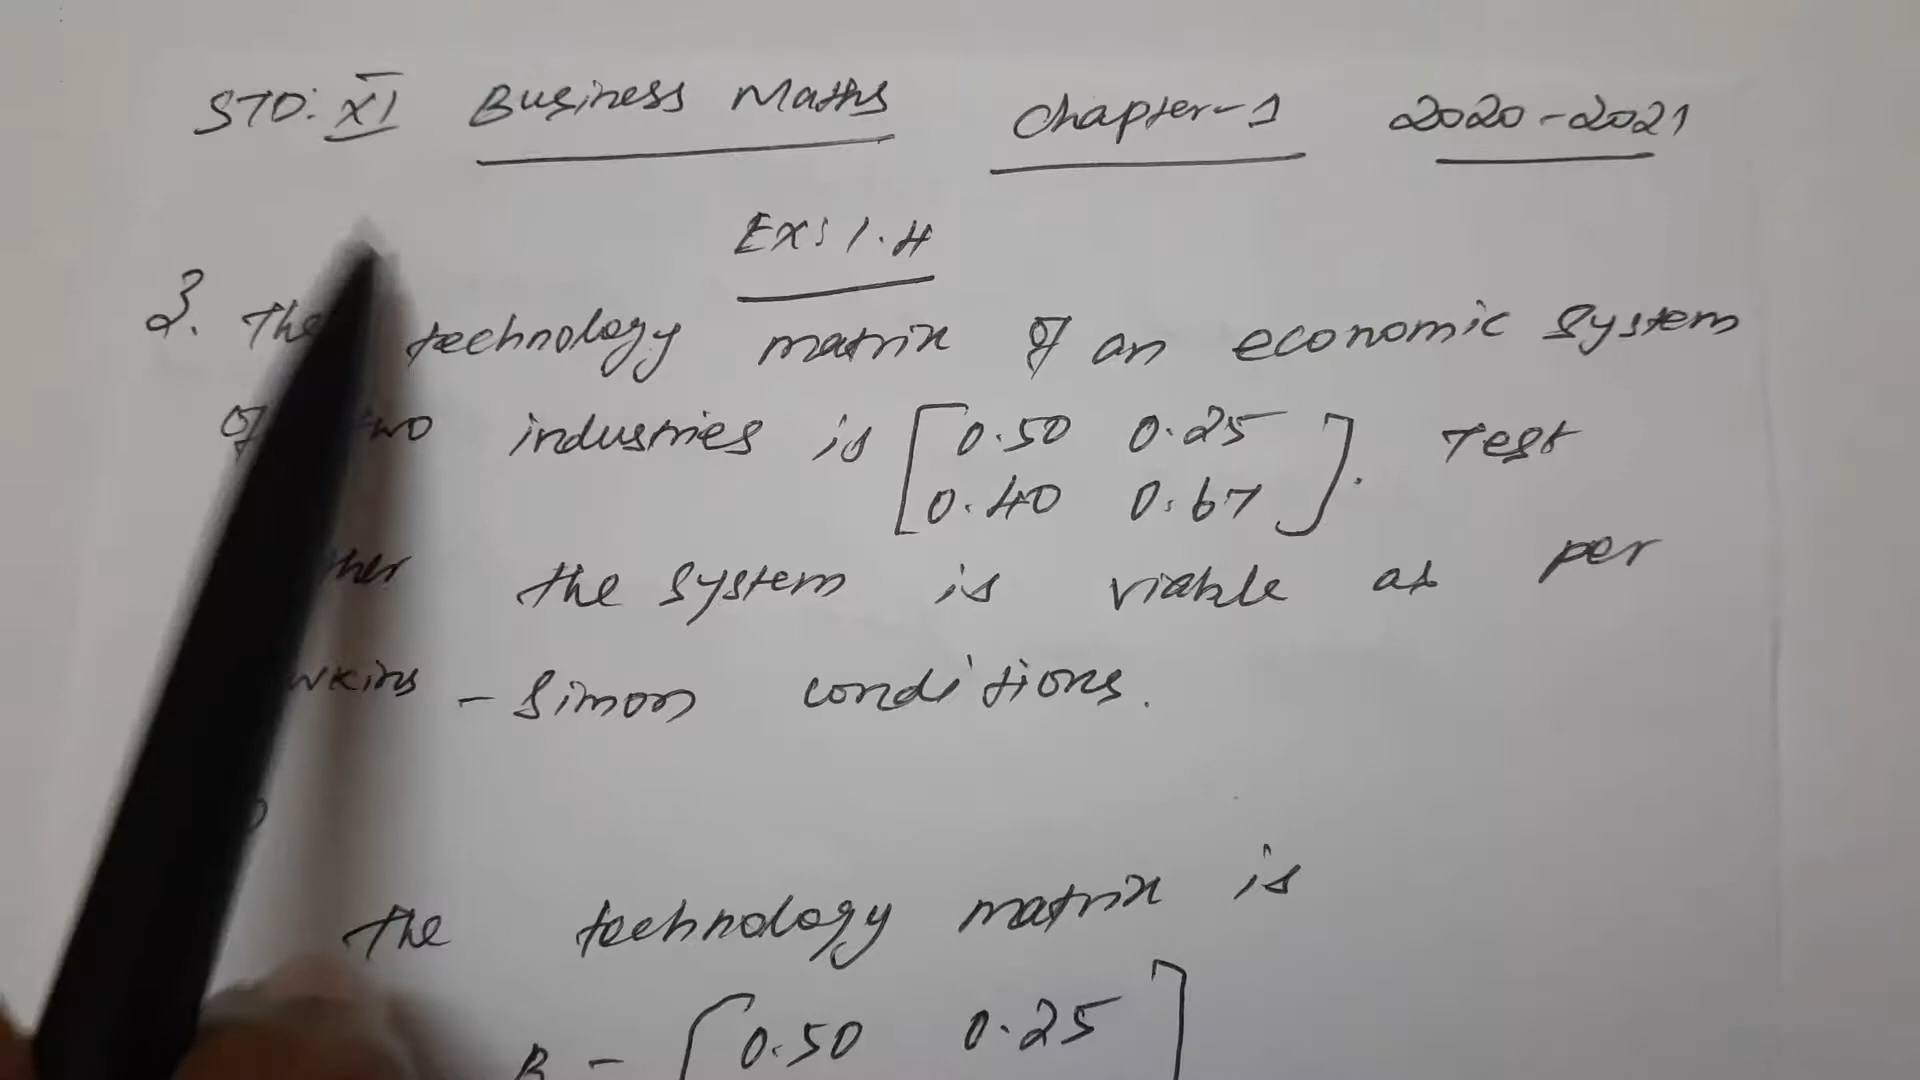 STD: XI Business Maths Chapter-1 2020-2021
Ex: 1.4
3. The technology matrix of an economic system
of two industries is [0.50 0.25
0.40 0.67]. Test
the system is viable as per
- Simon conditions.
The technology matrix is
B = [0.50 0.25]